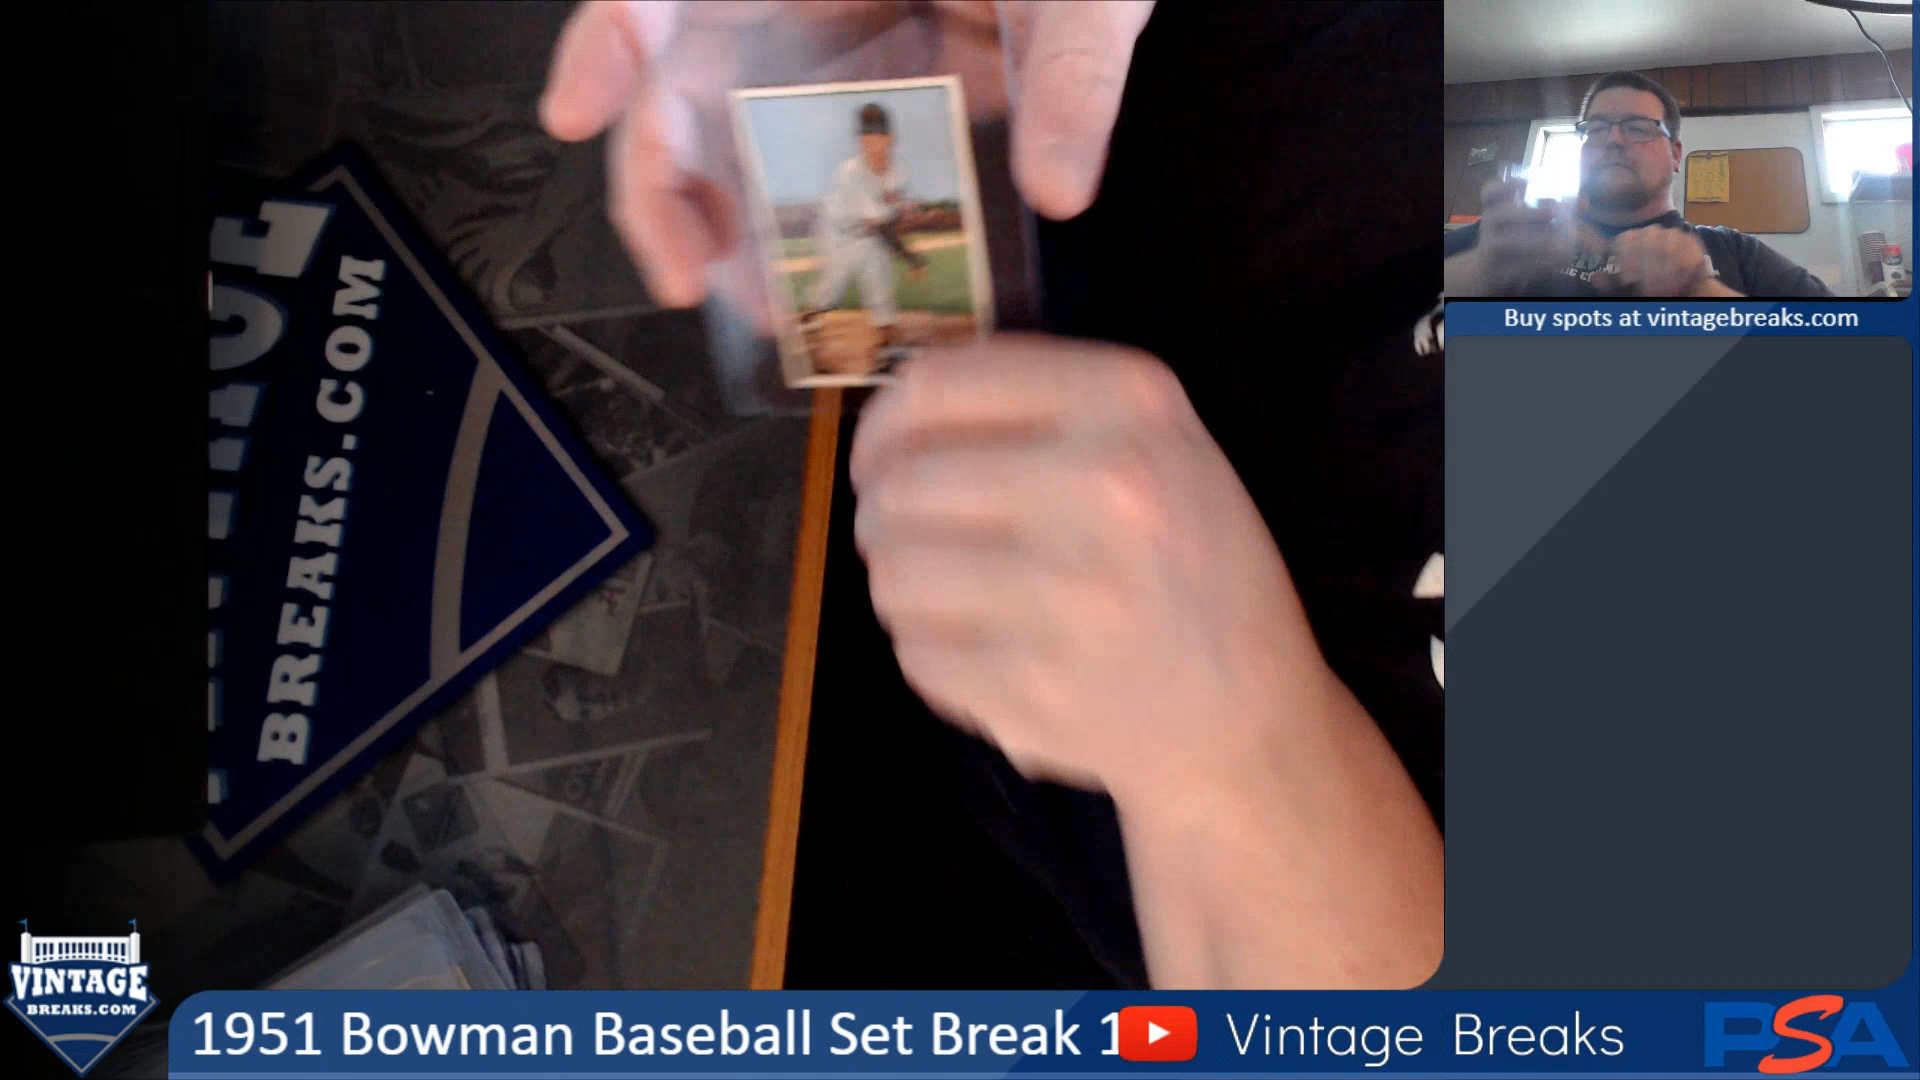 BREAKS.COM
Buy spots at vintagebreaks.com
VINTAGE
BREAKS.COM
1951 Bowman Baseball Set Break 1
Vintage Breaks
PSA